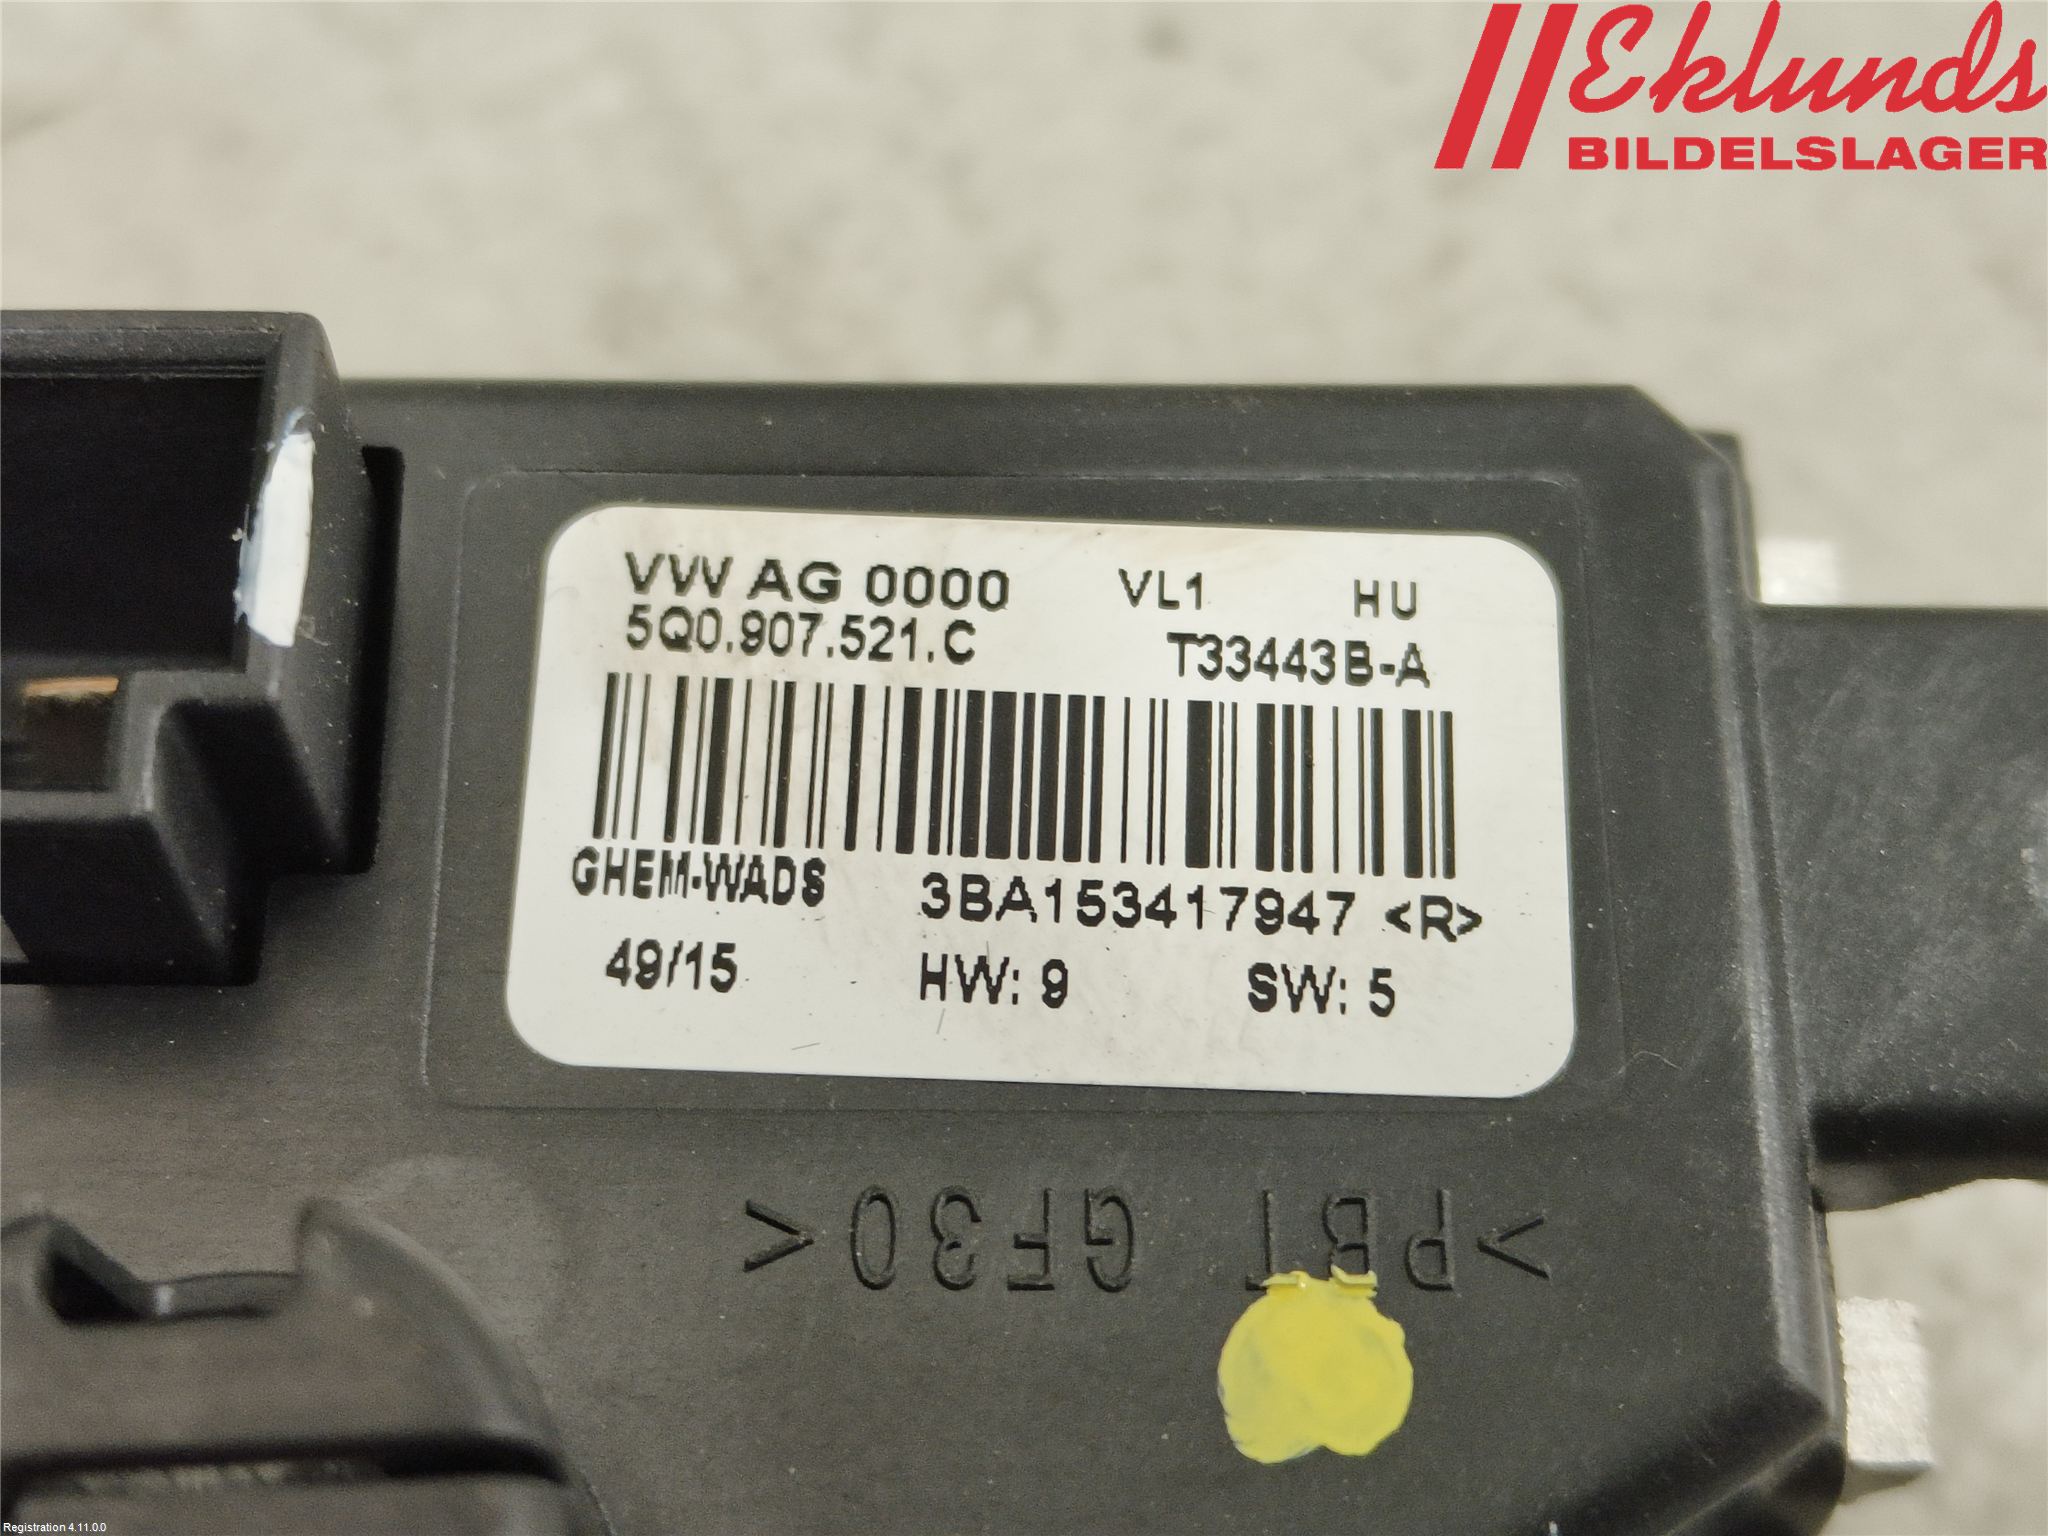 Eklunds
BILDELSLAGER
VW AG 0000 VL1 HU
5Q0.907.521.C T33443B-A
GHEM-WADS 3BA153417947 <R>
49/15 HW: 9 SW: 5
>PBT GF30<
Registration 4.11.0.0